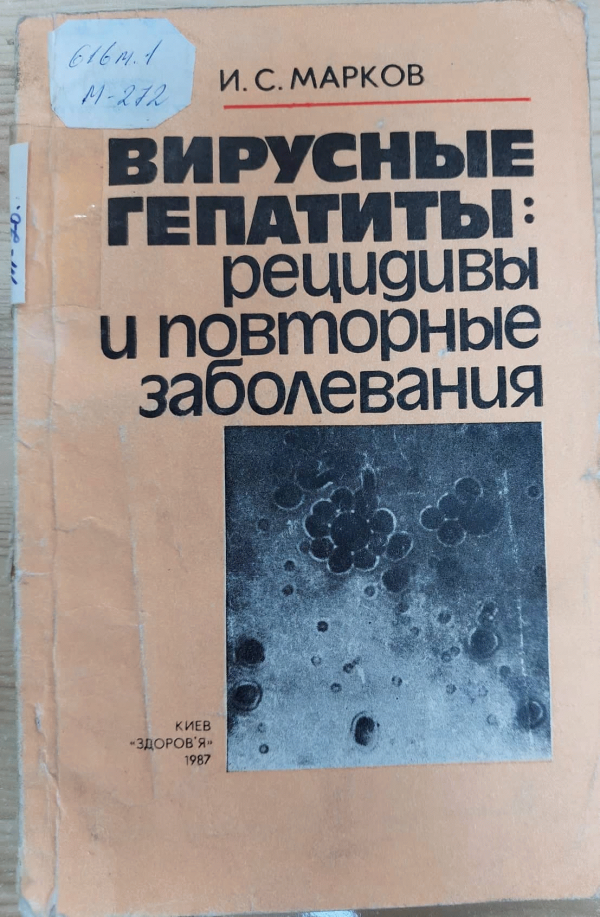 616м.1
М-272
И. С. МАРКОВ
ВИРУСНЫЕ
ГЕПАТИТЫ:
рецидивы
и повторные
заболевания
КИЕВ
«ЗДОРОВ'Я»
1987